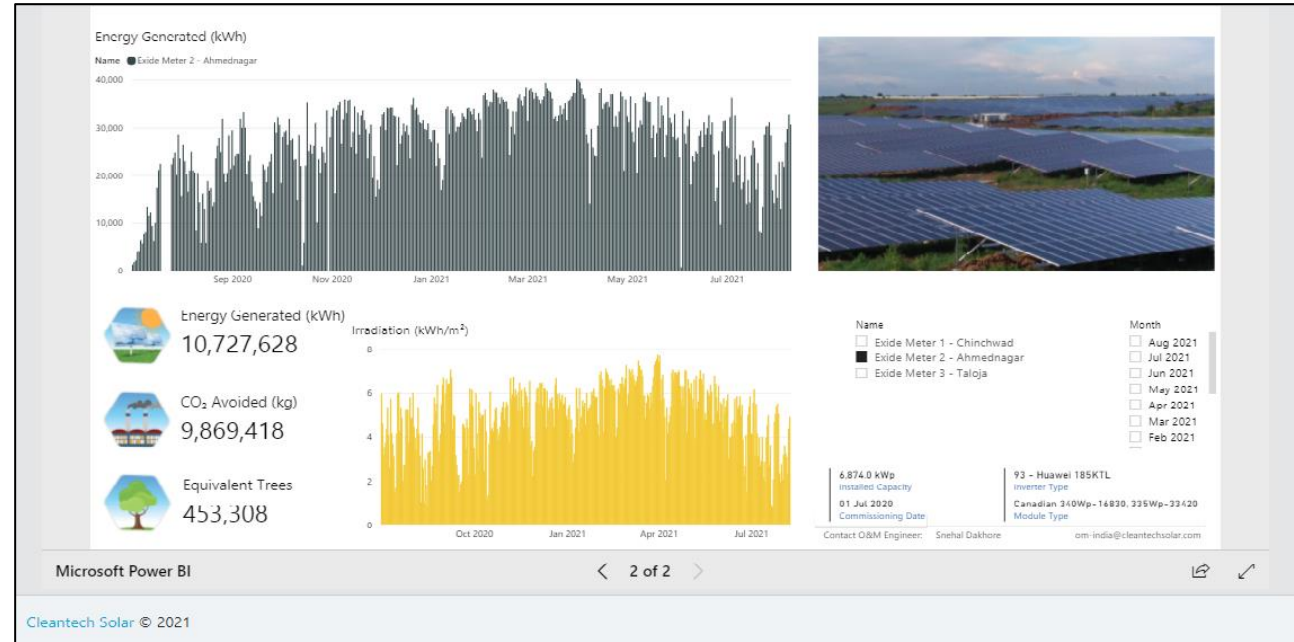 Energy Generated (kWh)
Name Exide Meter 2 - Ahmednagar
40,000
30,000
20,000
10,000
0
Sep 2020 Nov 2020 Jan 2021 Mar 2021 May 2021 Jul 2021
Energy Generated (kWh)
10,727,628
CO₂ Avoided (kg)
9,869,418
Equivalent Trees
453,308
Irradiation (kWh/m²)
8
6
4
2
0
Oct 2020 Jan 2021 Apr 2021 Jul 2021
Name
Exide Meter 1 - Chinchwad
Exide Meter 2 - Ahmednagar
Exide Meter 3 - Taloja
Month
Aug 2021
Jul 2021
Jun 2021
May 2021
Apr 2021
Mar 2021
Feb 2021
6,874.0 kWp
Installed Capacity
01 Jul 2020
Commissioning Date
93 - Huawei 185KTL
Inverter Type
Canadian 340Wp-16830, 335Wp-33420
Module Type
Contact O&M Engineer: Snehal Dakhore om-india@cleantechsolar.com
Microsoft Power BI 2 of 2
Cleantech Solar © 2021